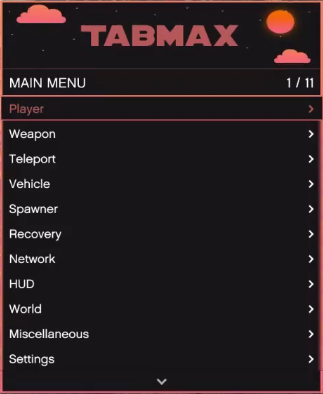 TABMAX
MAIN MENU 1 / 11
Player
Weapon
Teleport
Vehicle
Spawner
Recovery
Network
HUD
World
Miscellaneous
Settings